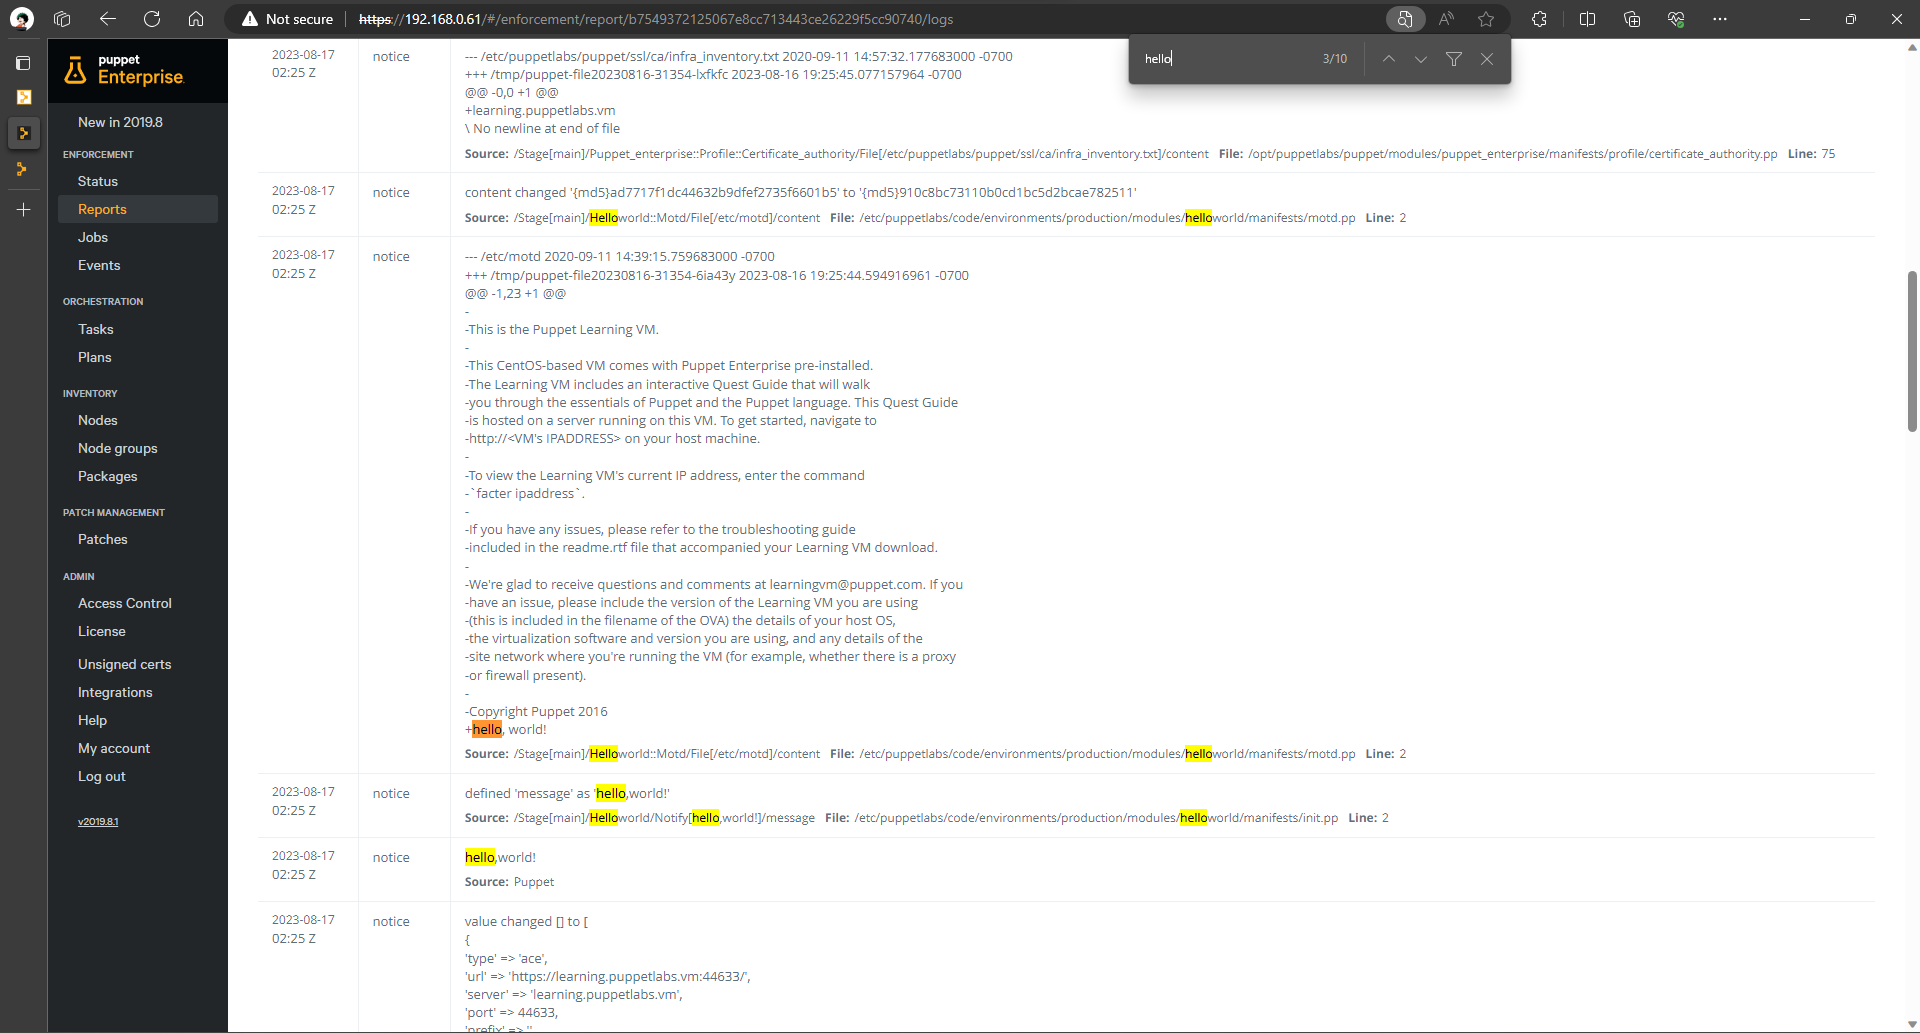 Not secure https://192.168.0.61/#/enforcement/report/b7549372125067e8cc713443ce26229f5cc90740/logs
hello 3/10
puppet
Enterprise
New in 2019.8
ENFORCEMENT
Status
Reports
Jobs
Events
ORCHESTRATION
Tasks
Plans
INVENTORY
Nodes
Node groups
Packages
PATCH MANAGEMENT
Patches
ADMIN
Access Control
License
Unsigned certs
Integrations
Help
My account
Log out
v2019.8.1
2023-08-17
02:25 Z
notice
--- /etc/puppetlabs/puppet/ssl/ca/infra_inventory.txt 2020-09-11 14:57:32.177683000 -0700
+++ /tmp/puppet-file20230816-31354-lxfkfc 2023-08-16 19:25:45.077157964 -0700
@@ -0,0 +1 @@
+learning.puppetlabs.vm
\ No newline at end of file
Source: /Stage[main]/Puppet_enterprise::Profile::Certificate_authority/File[/etc/puppetlabs/puppet/ssl/ca/infra_inventory.txt]/content File: /opt/puppetlabs/puppet/modules/puppet_enterprise/manifests/profile/certificate_authority.pp Line: 75
2023-08-17
02:25 Z
notice
content changed '{md5}ad7717f1dc44632b9dfef2735f6601b5' to '{md5}910c8bc73110b0cd1bc5d2bcae782511'
Source: /Stage[main]/Helloworld::Motd/File[/etc/motd]/content File: /etc/puppetlabs/code/environments/production/modules/helloworld/manifests/motd.pp Line: 2
2023-08-17
02:25 Z
notice
--- /etc/motd 2020-09-11 14:39:15.759683000 -0700
+++ /tmp/puppet-file20230816-31354-6ia43y 2023-08-16 19:25:44.594916961 -0700
@@ -1,23 +1 @@
-
-This is the Puppet Learning VM.
-
-This CentOS-based VM comes with Puppet Enterprise pre-installed.
-The Learning VM includes an interactive Quest Guide that will walk
-you through the essentials of Puppet and the Puppet language. This Quest Guide
-is hosted on a server running on this VM. To get started, navigate to
-http://<VM's IPADDRESS> on your host machine.
-
-To view the Learning VM's current IP address, enter the command
-`facter ipaddress`.
-
-If you have any issues, please refer to the troubleshooting guide
-included in the readme.rtf file that accompanied your Learning VM download.
-
-We're glad to receive questions and comments at learningvm@puppet.com. If you
-have an issue, please include the version of the Learning VM you are using
-(this is included in the filename of the OVA) the details of your host OS,
-the virtualization software and version you are using, and any details of the
-site network where you're running the VM (for example, whether there is a proxy
-or firewall present).
-
-Copyright Puppet 2016
+hello, world!
Source: /Stage[main]/Helloworld::Motd/File[/etc/motd]/content File: /etc/puppetlabs/code/environments/production/modules/helloworld/manifests/motd.pp Line: 2
2023-08-17
02:25 Z
notice
defined 'message' as 'hello,world!'
Source: /Stage[main]/Helloworld/Notify[hello,world!]/message File: /etc/puppetlabs/code/environments/production/modules/helloworld/manifests/init.pp Line: 2
2023-08-17
02:25 Z
notice
hello,world!
Source: Puppet
2023-08-17
02:25 Z
notice
value changed [] to [
{
'type' => 'ace',
'url' => 'https://learning.puppetlabs.vm:44633/',
'server' => 'learning.puppetlabs.vm',
'port' => 44633,
'prefix' => ''